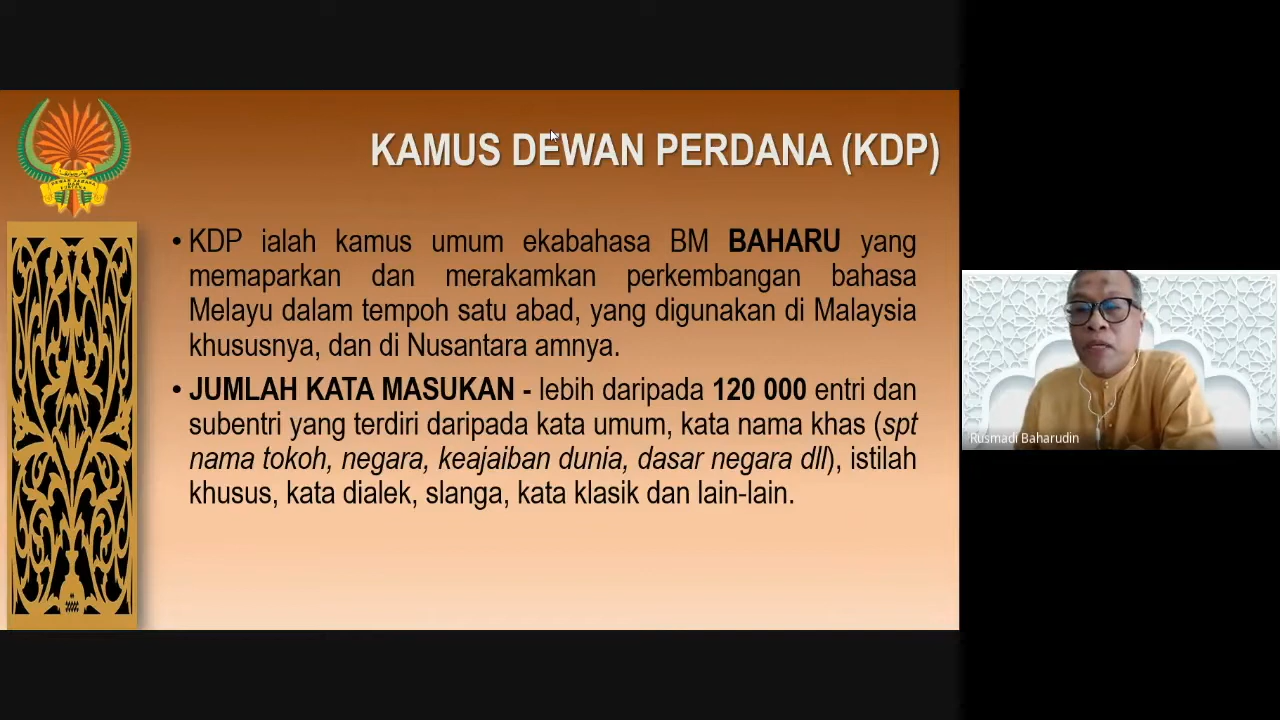 KAMUS DEWAN PERDANA (KDP)
• KDP ialah kamus umum ekabahasa BM BAHARU yang
memaparkan dan merakamkan perkembangan bahasa
Melayu dalam tempoh satu abad, yang digunakan di Malaysia
khususnya, dan di Nusantara amnya.
• JUMLAH KATA MASUKAN - lebih daripada 120 000 entri dan
subentri yang terdiri daripada kata umum, kata nama khas (spt
nama tokoh, negara, keajaiban dunia, dasar negara dll), istilah
khusus, kata dialek, slanga, kata klasik dan lain-lain.
Rusmadi Baharudin